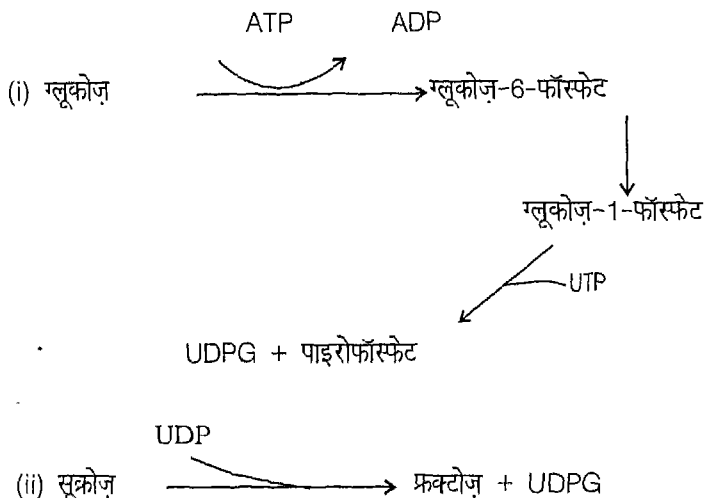 ATP ADP
(i) ग्लूकोज़ ग्लूकोज़-6-फॉस्फेट
ग्लूकोज़-1-फॉस्फेट
UTP
UDPG + पाइरोफॉस्फेट
UDP
(ii) सूक्रोज़ फ्रक्टोज़ + UDPG